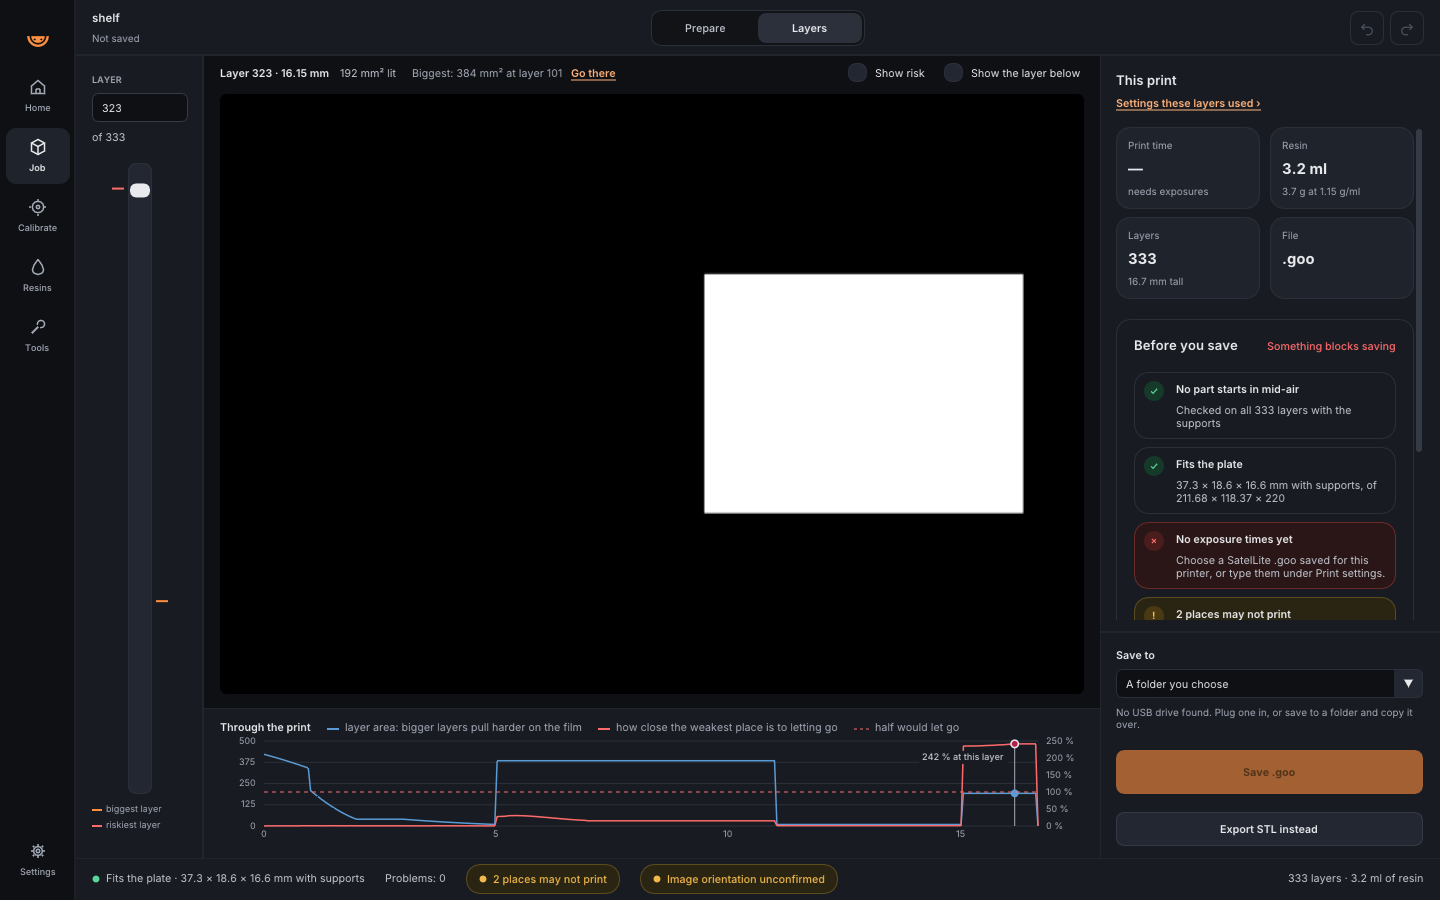 shelf
Not saved
Prepare
Layers
Home
Job
Calibrate
Resins
Tools
Settings
LAYER
323
of 333
biggest layer
riskiest layer
Layer 323 · 16.15 mm 192 mm² lit Biggest: 384 mm² at layer 101 Go there
Show risk
Show the layer below
Through the print
layer area: bigger layers pull harder on the film
how close the weakest place is to letting go
half would let go
500
375
250
125
0
250 %
200 %
150 %
100 %
50 %
0 %
242 % at this layer
0
5
10
15
This print
Settings these layers used ›
Print time
—
needs exposures
Resin
3.2 ml
3.7 g at 1.15 g/ml
Layers
333
16.7 mm tall
File
.goo
Before you save
Something blocks saving
No part starts in mid-air
Checked on all 333 layers with the
supports
Fits the plate
37.3 × 18.6 × 16.6 mm with supports, of
211.68 × 118.37 × 220
No exposure times yet
Choose a SatelLite .goo saved for this
printer, or type them under Print settings.
2 places may not print
Save to
A folder you choose
No USB drive found. Plug one in, or save to a folder and copy it
over.
Save .goo
Export STL instead
Fits the plate · 37.3 × 18.6 × 16.6 mm with supports
Problems: 0
2 places may not print
Image orientation unconfirmed
333 layers · 3.2 ml of resin